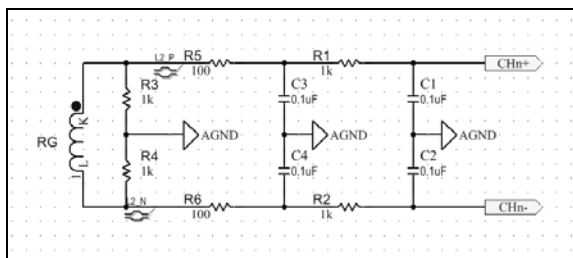 L2_P
R5
100
R1
1k
CHn+
R3
1k
C3
0.1uF
C1
0.1uF
K
RG
L
1
AGND
AGND
AGND
R4
1k
C4
0.1uF
C2
0.1uF
L2_N
R6
100
R2
1k
CHn-